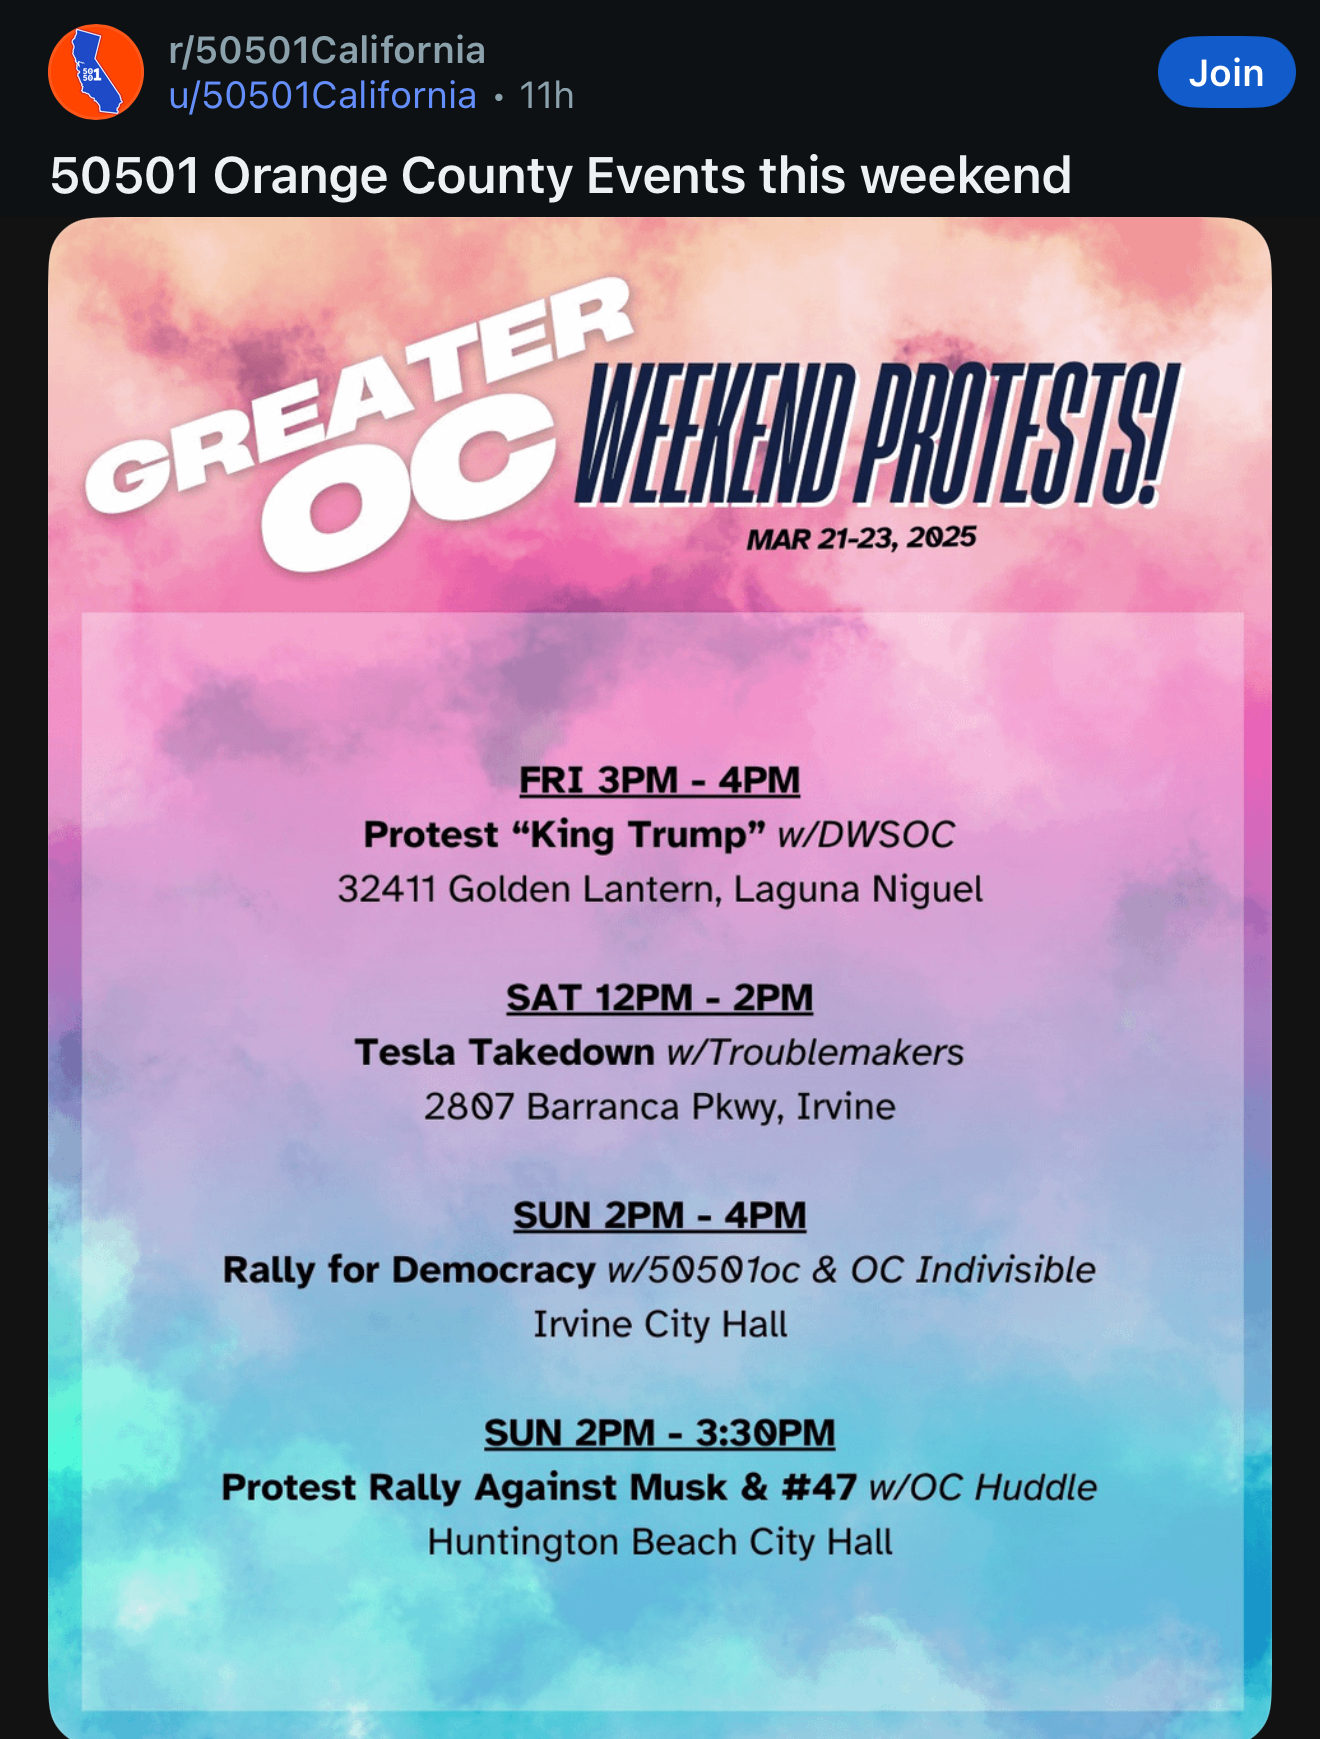 50
501
r/50501California
u/50501California • 11h
Join
50501 Orange County Events this weekend
GREATER
OC
WEEKEND PROTESTS!
MAR 21-23, 2025
FRI 3PM - 4PM
Protest “King Trump” w/DWSOC
32411 Golden Lantern, Laguna Niguel
SAT 12PM - 2PM
Tesla Takedown w/Troublemakers
2807 Barranca Pkwy, Irvine
SUN 2PM - 4PM
Rally for Democracy w/50501oc & OC Indivisible
Irvine City Hall
SUN 2PM - 3:30PM
Protest Rally Against Musk & #47 w/OC Huddle
Huntington Beach City Hall